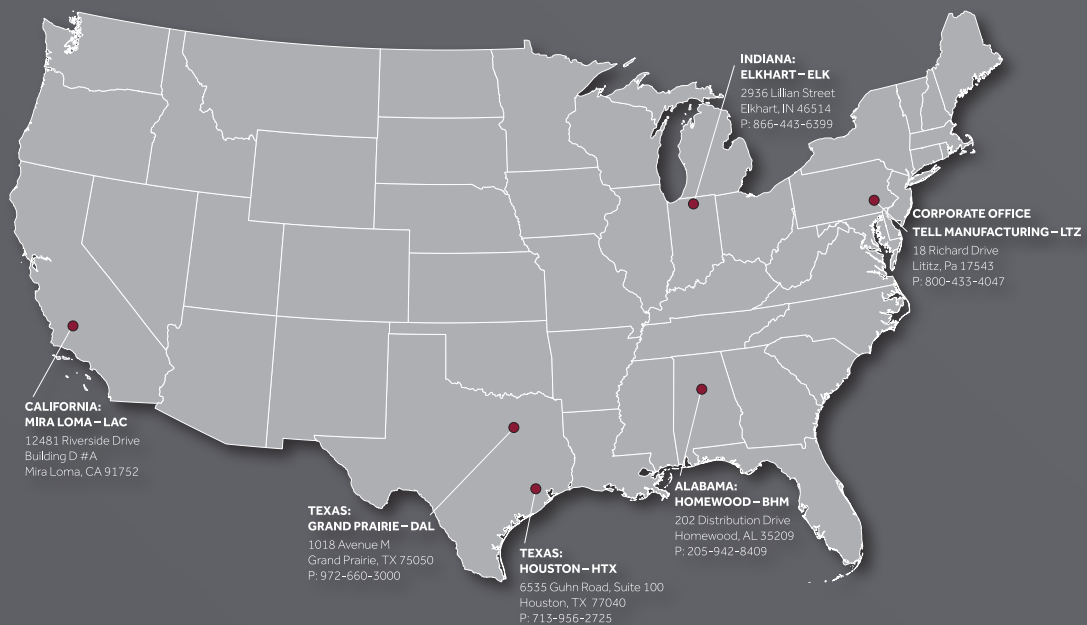 INDIANA:
ELKHART–ELK
2936 Lillian Street
Elkhart, IN 46514
P: 866-443-6399
CORPORATE OFFICE
TELL MANUFACTURING–LTZ
18 Richard Drive
Lititz, Pa 17543
P: 800-433-4047
CALIFORNIA:
MIRA LOMA–LAC
12481 Riverside Drive
Building D #A
Mira Loma, CA 91752
TEXAS:
GRAND PRAIRIE–DAL
1018 Avenue M
Grand Prairie, TX 75050
P: 972-660-3000
TEXAS:
HOUSTON–HTX
6535 Guhn Road, Suite 100
Houston, TX 77040
P: 713-956-2725
ALABAMA:
HOMEWOOD–BHM
202 Distribution Drive
Homewood, AL 35209
P: 205-942-8409